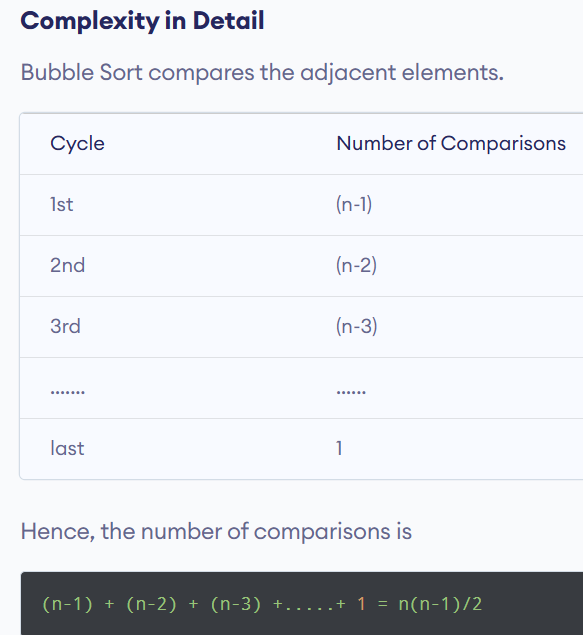 Complexity in Detail
Bubble Sort compares the adjacent elements.
Cycle Number of Comparisons
1st (n-1)
2nd (n-2)
3rd (n-3)
....... ......
last 1
Hence, the number of comparisons is
(n-1) + (n-2) + (n-3) +.....+ 1 = n(n-1)/2